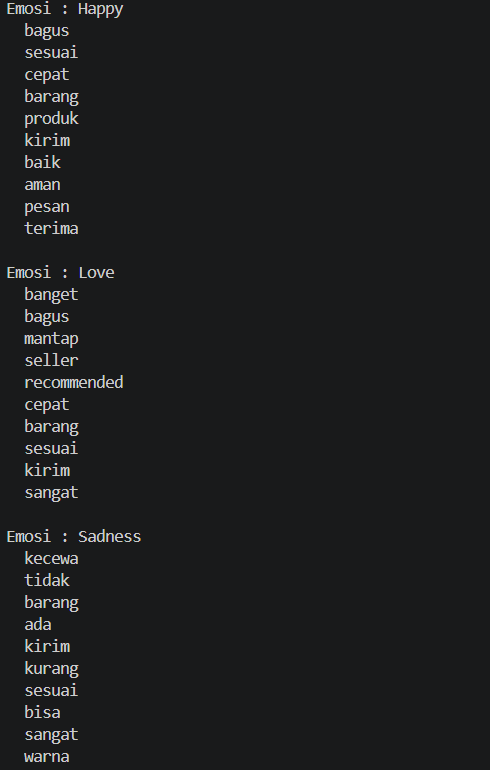 Emosi : Happy
bagus
sesuai
cepat
barang
produk
kirim
baik
aman
pesan
terima
Emosi : Love
banget
bagus
mantap
seller
recommended
cepat
barang
sesuai
kirim
sangat
Emosi : Sadness
kecewa
tidak
barang
ada
kirim
kurang
sesuai
bisa
sangat
warna